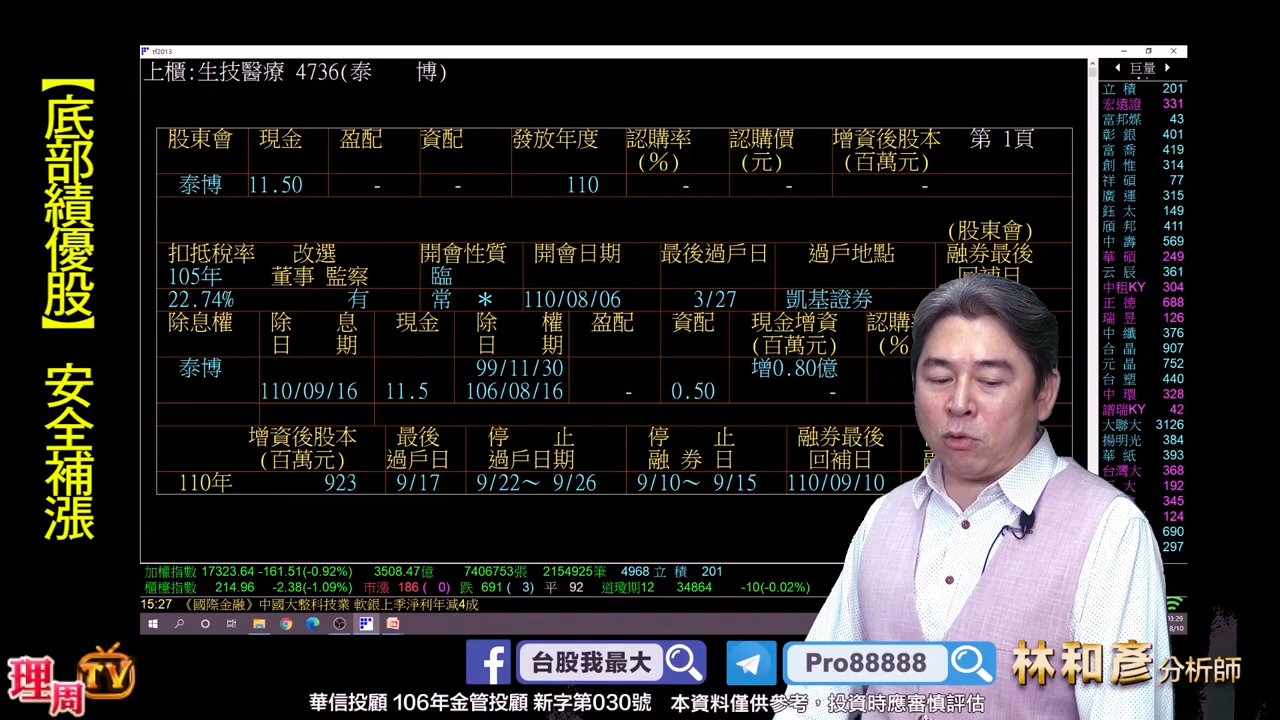 【底部績優股】 安全補漲
tf2013
上櫃:生技醫療 4736(泰 博)
股東會 現金 盈配 資配 發放年度 認購率 認購價 增資後股本 第 1頁
(%) (元) (百萬元)
泰博 11.50 - - 110 - - -
(股東會)
扣抵稅率 改選 開會性質 開會日期 最後過戶日 過戶地點 融券最後
105年 董事 監察 臨 回補日
22.74% 有 常 * 110/08/06 3/27 凱基證券
除息權 除 息 現金 除 權 盈配 資配 現金增資 認購率
日 期 日 期 (百萬元) (%
泰博 99/11/30 增0.80億
110/09/16 11.5 106/08/16 - 0.50 -
增資後股本 最後 停 止 停 止 融券最後
(百萬元) 過戶日 過戶日期 融 券 日 回補日
110年 923 9/17 9/22~ 9/26 9/10~ 9/15 110/09/10
巨量
立 積 201
宏遠證 331
富邦媒 43
彰 銀 401
富 喬 419
創 惟 314
祥 碩 77
廣 運 315
鈺 太 149
頎 邦 411
中 壽 569
華 碩 249
云 辰 361
中租KY 304
正 德 688
瑞 昱 126
中 纖 376
合 晶 907
元 晶 752
台 塑 440
中 環 328
譜瑞KY 42
大聯大 3126
揚明光 384
華 紙 393
台灣大 368
大 192
345
124
690
297
加權指數 17323.64 -161.51(-0.92%) 3508.47億 7406753張 2154925筆 4968 立 積 201
櫃檯指數 214.96 -2.38(-1.09%) 市漲 186 ( 0) 跌 691 ( 3) 平 92 道瓊期12 34864 -10(-0.02%)
15:27 《國際金融》中國大整科技業 軟銀上季淨利年減4成
理周TV
台股我最大
Pro88888
林和彥 分析師
華信投顧 106年金管投顧 新字第030號 本資料僅供參考，投資時應審慎評估